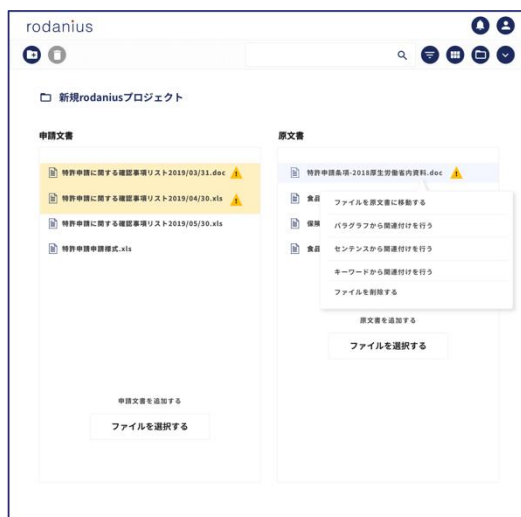 rodanius
新規rodaniusプロジェクト
申請文書
特許申請に関する確認事項リスト2019/03/31.doc
特許申請に関する確認事項リスト2019/04/30.xls
特許申請に関する確認事項リスト2019/05/30.xls
特許申請申請様式.xls
申請文書を追加する
ファイルを選択する
原文書
特許申請条項-2018厚生労働省内資料.doc
食品
保険
食品
ファイルを原文書に移動する
パラグラフから関連付けを行う
センテンスから関連付けを行う
キーワードから関連付けを行う
ファイルを削除する
原文書を追加する
ファイルを選択する